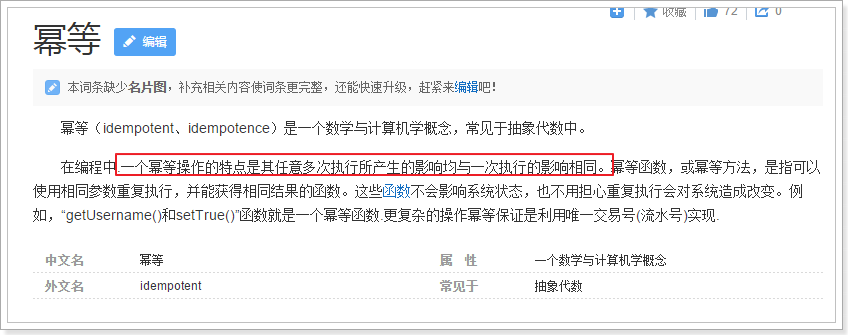 幂等
编辑
收藏
72
0
本词条缺少名片图，补充相关内容使词条更完整，还能快速升级，赶紧来编辑吧！
幂等（idempotent、idempotence）是一个数学与计算机学概念，常见于抽象代数中。
在编程中.一个幂等操作的特点是其任意多次执行所产生的影响均与一次执行的影响相同。幂等函数，或幂等方法，是指可以
使用相同参数重复执行，并能获得相同结果的函数。这些函数不会影响系统状态，也不用担心重复执行会对系统造成改变。例
如，“getUsername()和setTrue()”函数就是一个幂等函数.更复杂的操作幂等保证是利用唯一交易号(流水号)实现.
中文名 幂等 属 性 一个数学与计算机学概念
外文名 idempotent 常见于 抽象代数